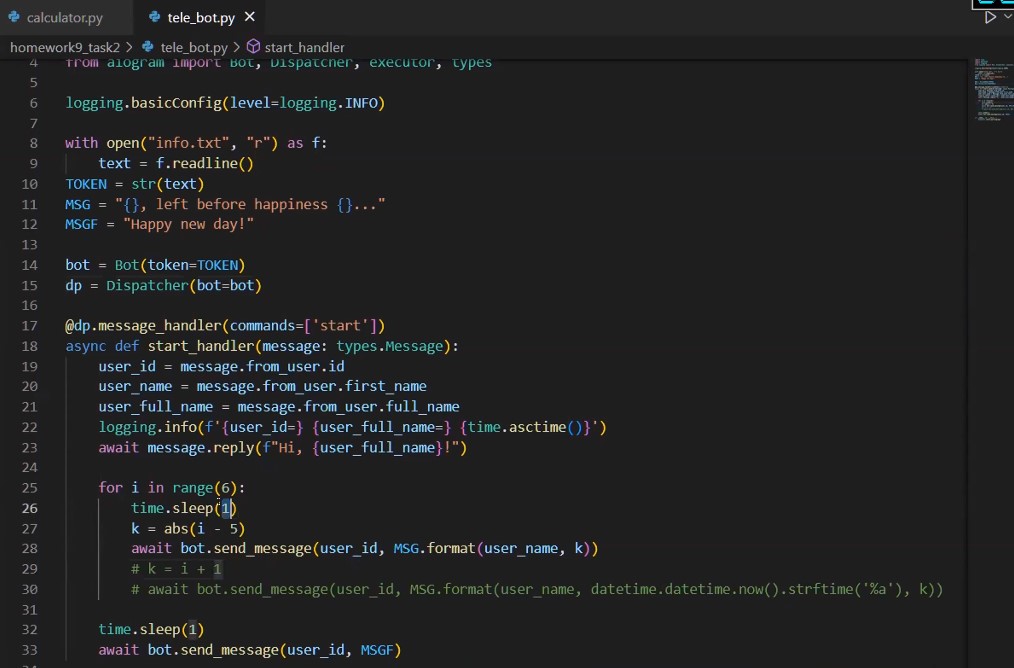 calculator.py
tele_bot.py
homework9_task2 > tele_bot.py > start_handler
4 from aiogram import Bot, Dispatcher, executor, types
5
6 logging.basicConfig(level=logging.INFO)
7
8 with open("info.txt", "r") as f:
9 text = f.readline()
10 TOKEN = str(text)
11 MSG = "{}, left before happiness {}..."
12 MSGF = "Happy new day!"
13
14 bot = Bot(token=TOKEN)
15 dp = Dispatcher(bot=bot)
16
17 @dp.message_handler(commands=['start'])
18 async def start_handler(message: types.Message):
19 user_id = message.from_user.id
20 user_name = message.from_user.first_name
21 user_full_name = message.from_user.full_name
22 logging.info(f'{user_id=} {user_full_name=} {time.asctime()}')
23 await message.reply(f"Hi, {user_full_name}!")
24
25 for i in range(6):
26 time.sleep(1)
27 k = abs(i - 5)
28 await bot.send_message(user_id, MSG.format(user_name, k))
29 # k = i + 1
30 # await bot.send_message(user_id, MSG.format(user_name, datetime.datetime.now().strftime('%a'), k))
31
32 time.sleep(1)
33 await bot.send_message(user_id, MSGF)